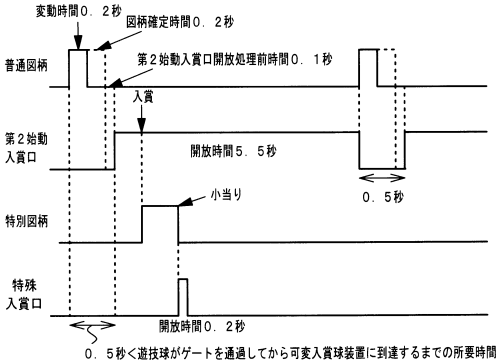 変動時間０．２秒
図柄確定時間０．２秒
普通図柄
第２始動入賞口開放処理前時間０．１秒
入賞
第２始動
入賞口
開放時間５．５秒
０．５秒
小当り
特別図柄
特殊
入賞口
開放時間０．２秒
０．５秒＜遊技球がゲートを通過してから可変入賞球装置に到達するまでの所要時間